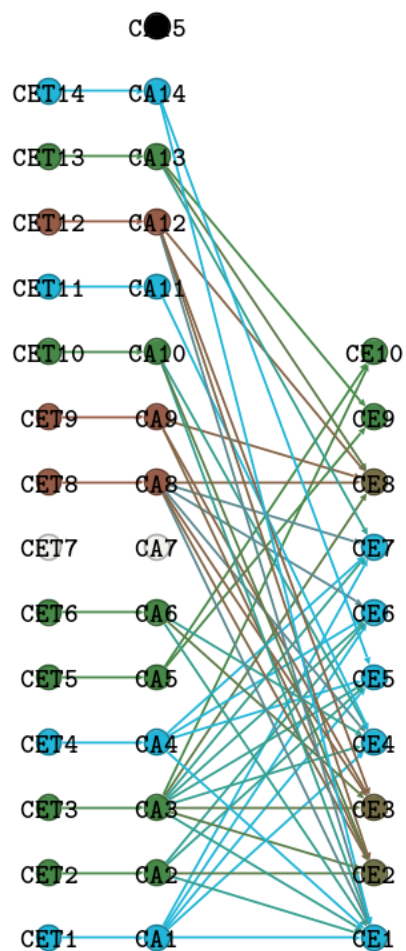 CET14 CA14
CET13 CA13
CET12 CA12
CET11 CA11
CET10 CA10 CE10
CET9 CA9 CE9
CET8 CA8 CE8
CET7 CA7 CE7
CET6 CA6 CE6
CET5 CA5 CE5
CET4 CA4 CE4
CET3 CA3 CE3
CET2 CA2 CE2
CET1 CA1 CE1